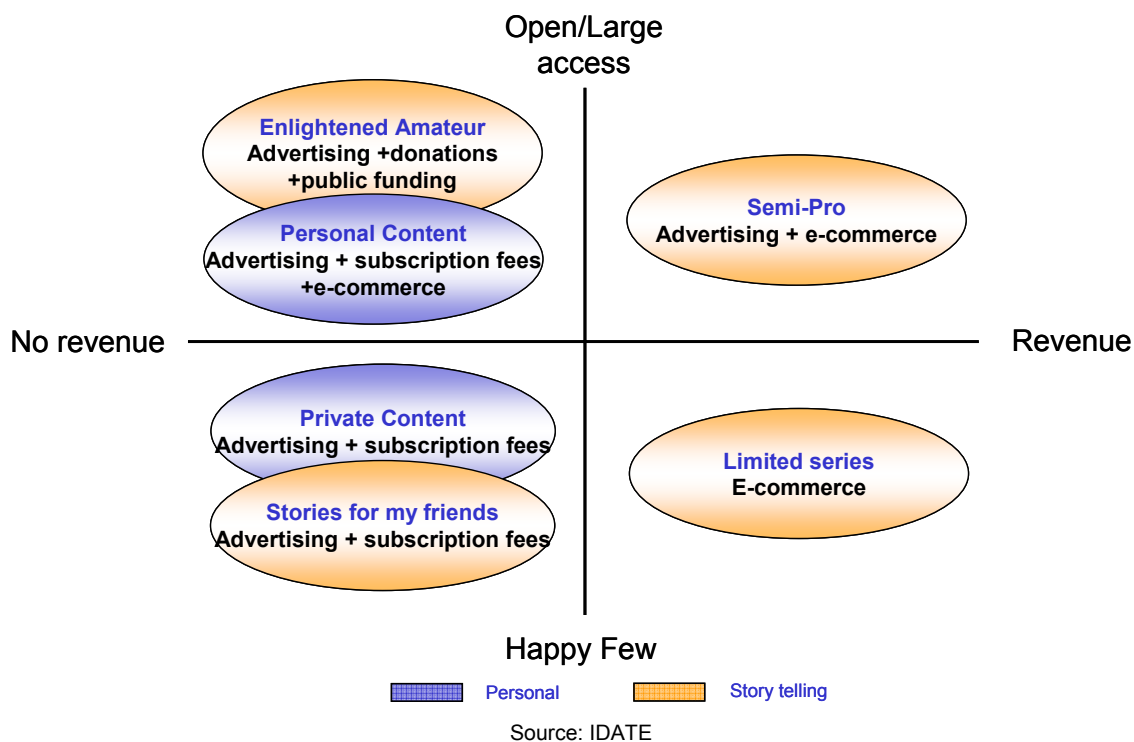 Open/Large
access
Enlightened Amateur
Advertising +donations
+public funding
Personal Content
Advertising + subscription fees
+e-commerce
Semi-Pro
Advertising + e-commerce
No revenue
Revenue
Private Content
Advertising + subscription fees
Stories for my friends
Advertising + subscription fees
Limited series
E-commerce
Happy Few
Personal
Story telling
Source: IDATE